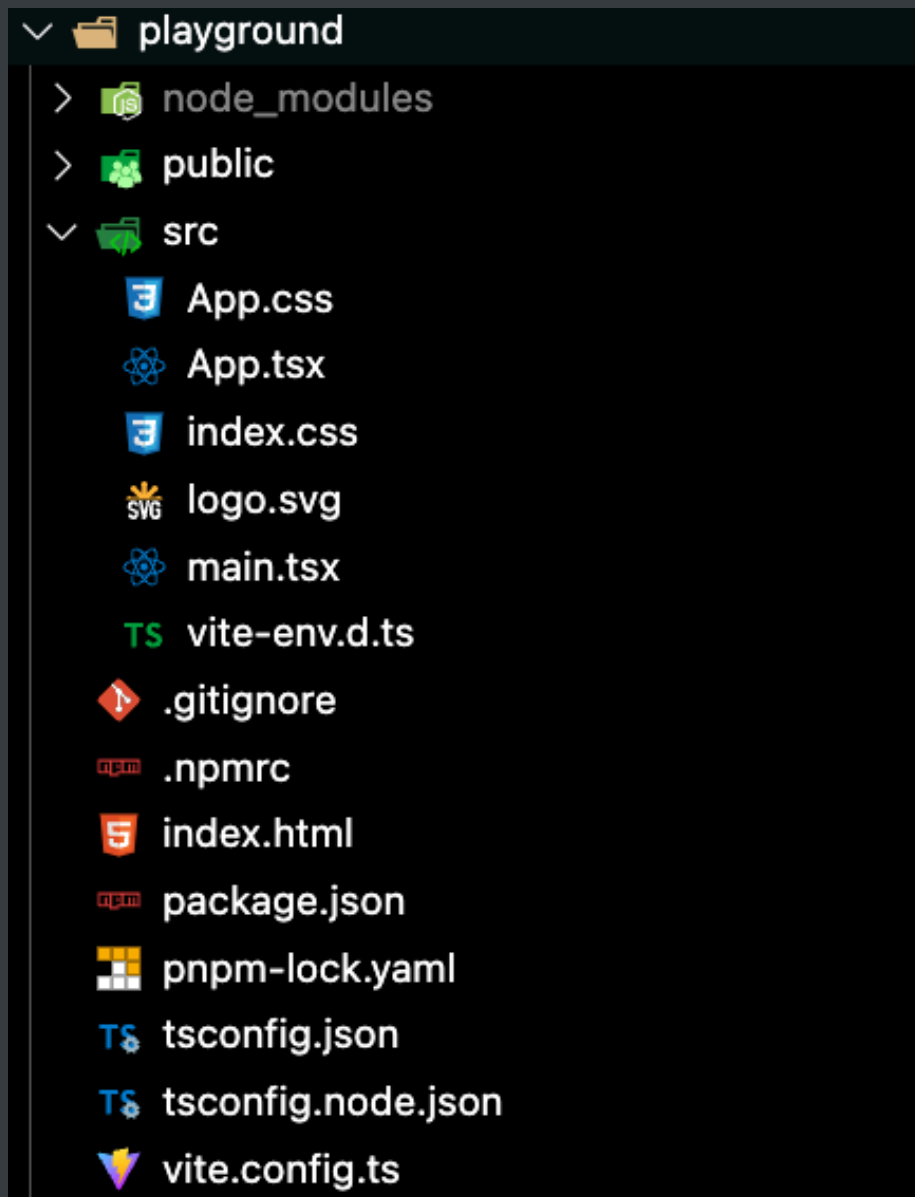 playground
node_modules
public
src
App.css
App.tsx
index.css
logo.svg
main.tsx
TS vite-env.d.ts
.gitignore
.npmrc
index.html
package.json
pnpm-lock.yaml
tsconfig.json
tsconfig.node.json
vite.config.ts